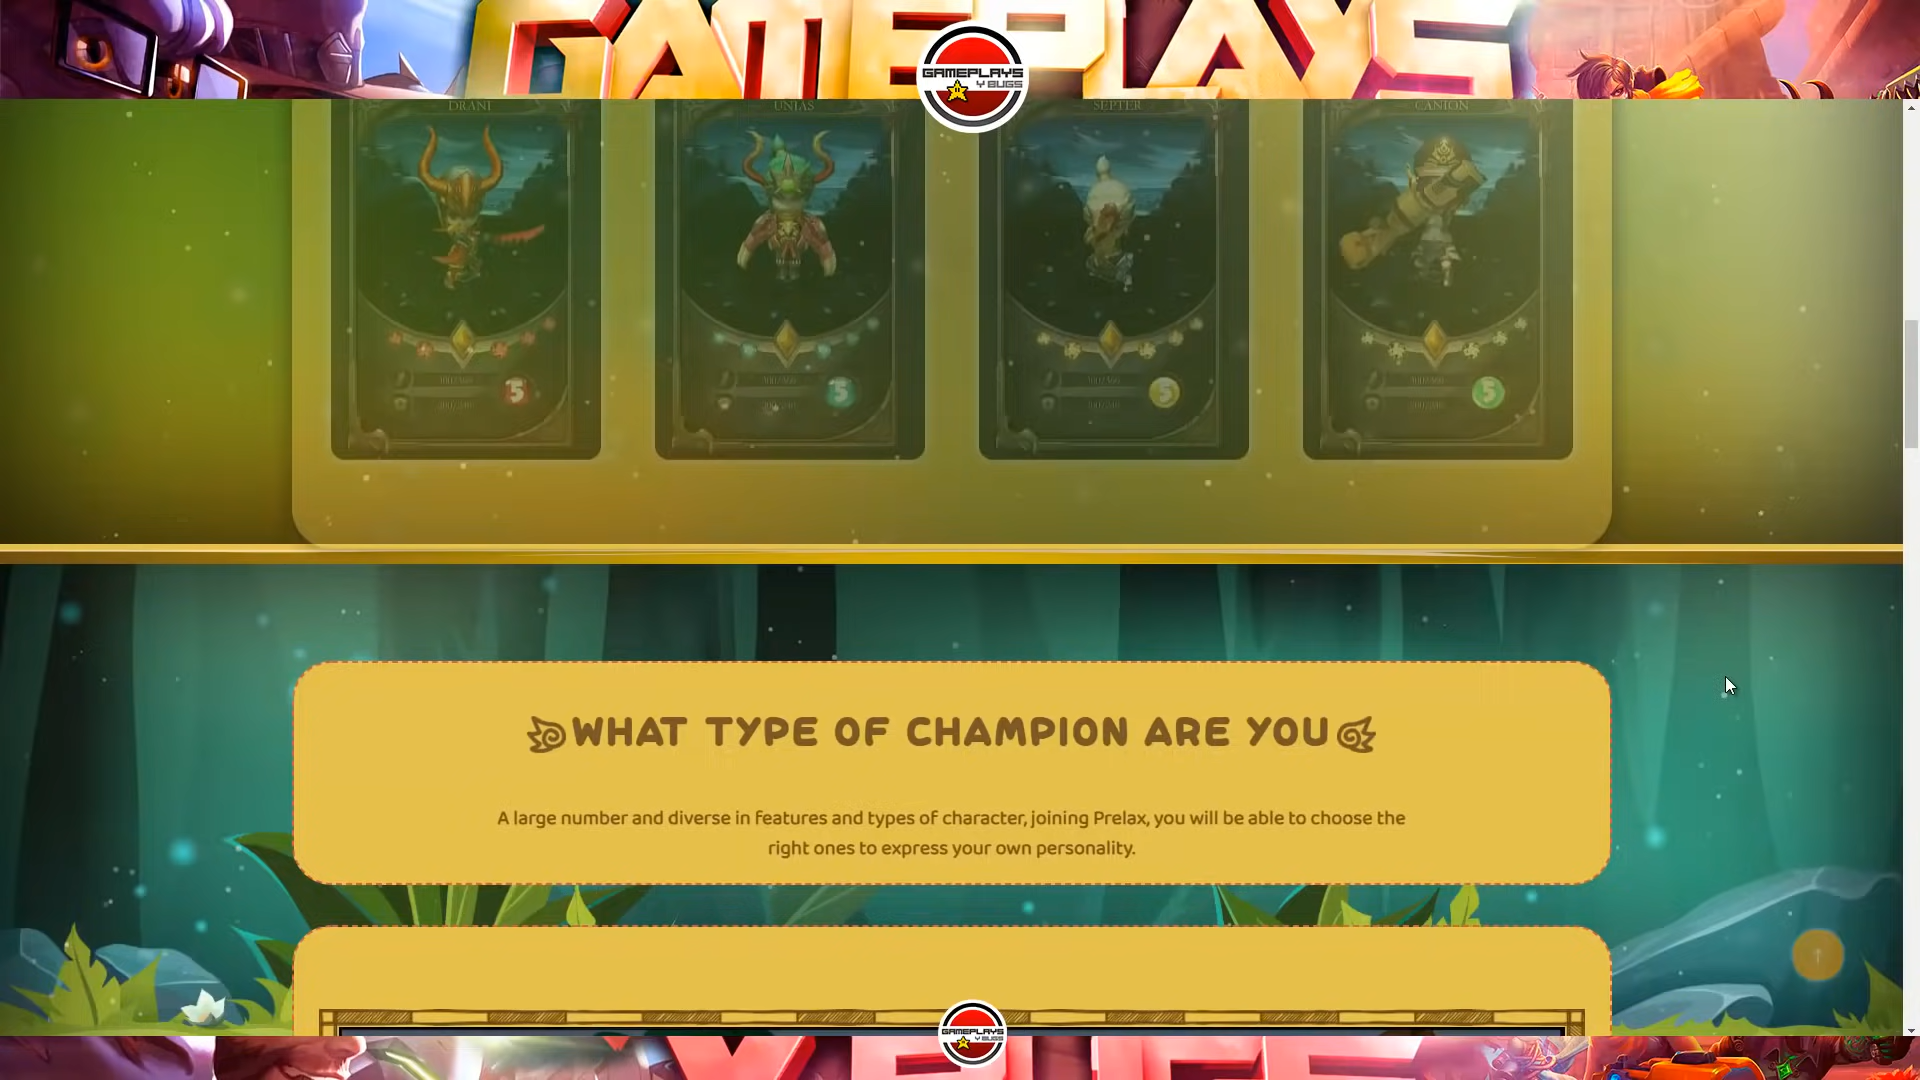 GAMEPLAYS
GAMEPLAYS
Y BUGS
DRANI
UNIAS
SEPTER
CANION
5
5
5
5
WHAT TYPE OF CHAMPION ARE YOU
A large number and diverse in features and types of character, joining Prelax, you will be able to choose the
right ones to express your own personality.
GAMEPLAYS
Y BUGS